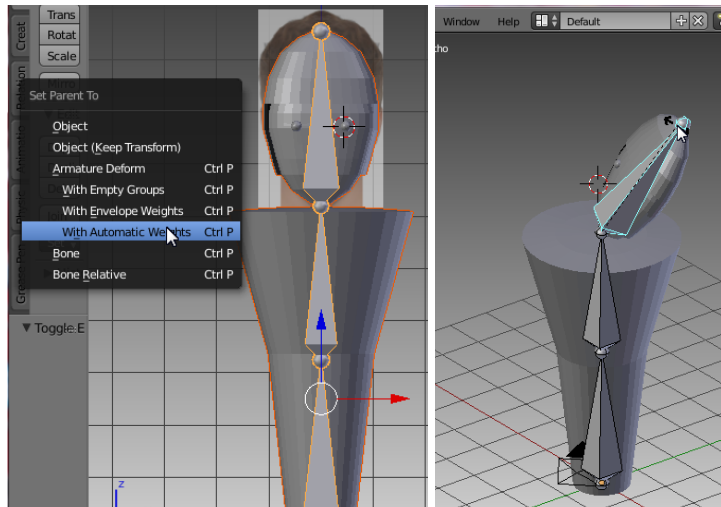 Trans
Rotat
Scale
Creat
Relation
Set Parent To
Object
Object (Keep Transform)
Armature Deform Ctrl P
With Empty Groups Ctrl P
With Envelope Weights Ctrl P
With Automatic Weights Ctrl P
Bone Ctrl P
Bone Relative Ctrl P
▼ Toggle E
z
Window Help Default
tho